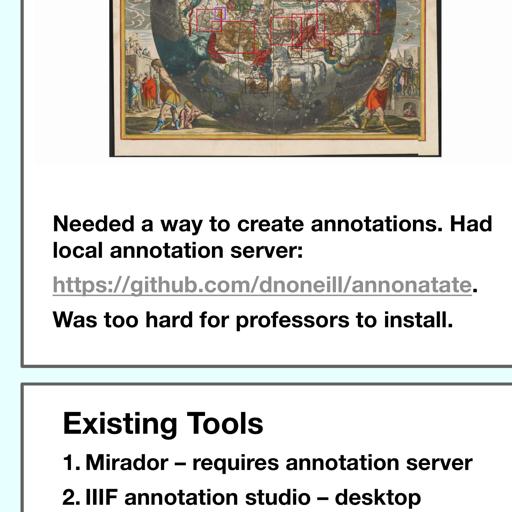 Needed a way to create annotations. Had
local annotation server:
https://github.com/dnoneill/annonatate.
Was too hard for professors to install.
Existing Tools
1. Mirador – requires annotation server
2. IIIF annotation studio – desktop